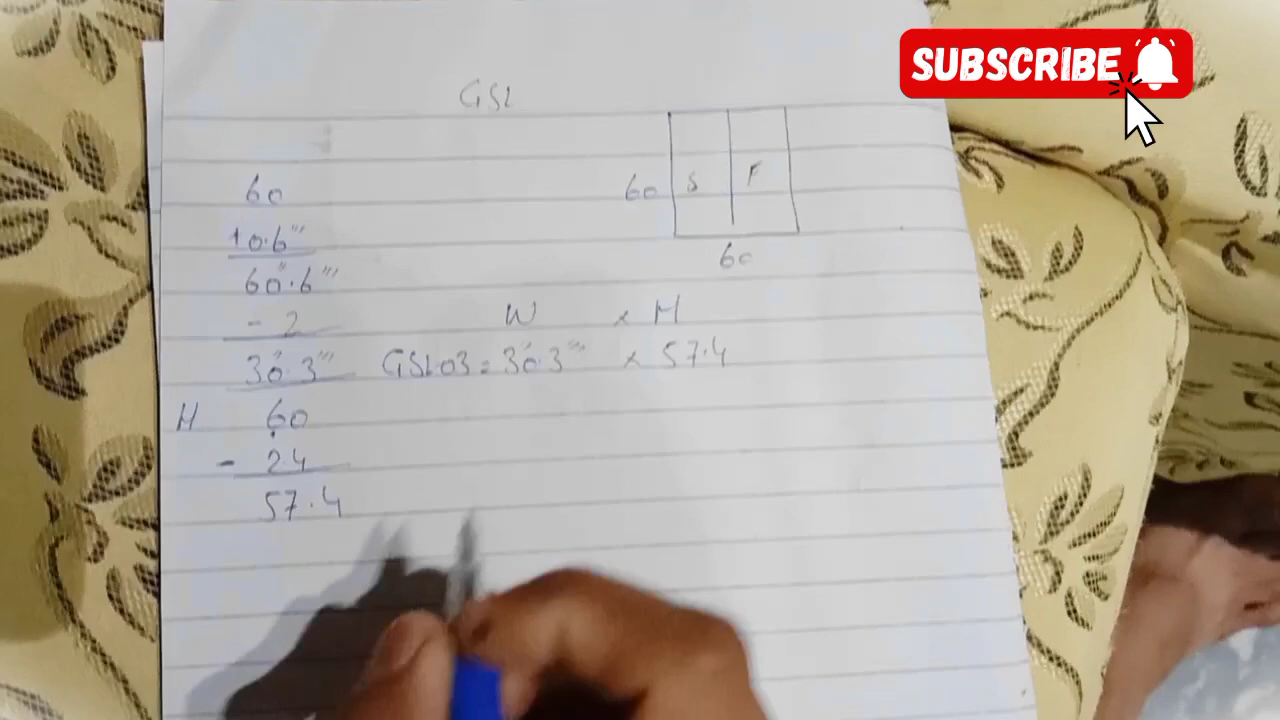 SUBSCRIBE
GSL
60
+0.6'''
60".6'''
- 2
30".3'''
60 S F
60
W x H
GSL03 = 30".3''' x 57.4
H 60
- 2.4
57.4